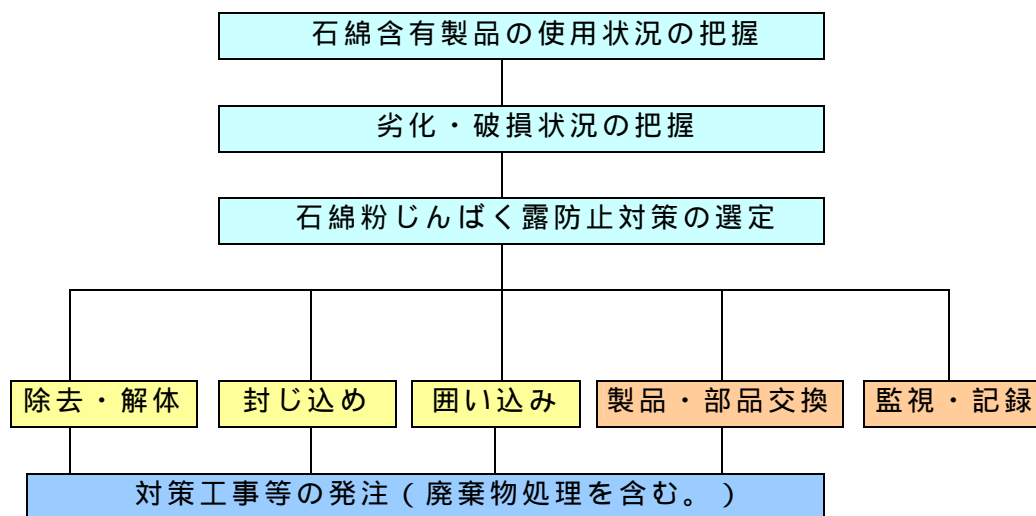 石綿含有製品の使用状況の把握
劣化・破損状況の把握
石綿粉じんばく露防止対策の選定
除去・解体
封じ込め
囲い込み
製品・部品交換
監視・記録
対策工事等の発注（廃棄物処理を含む。）